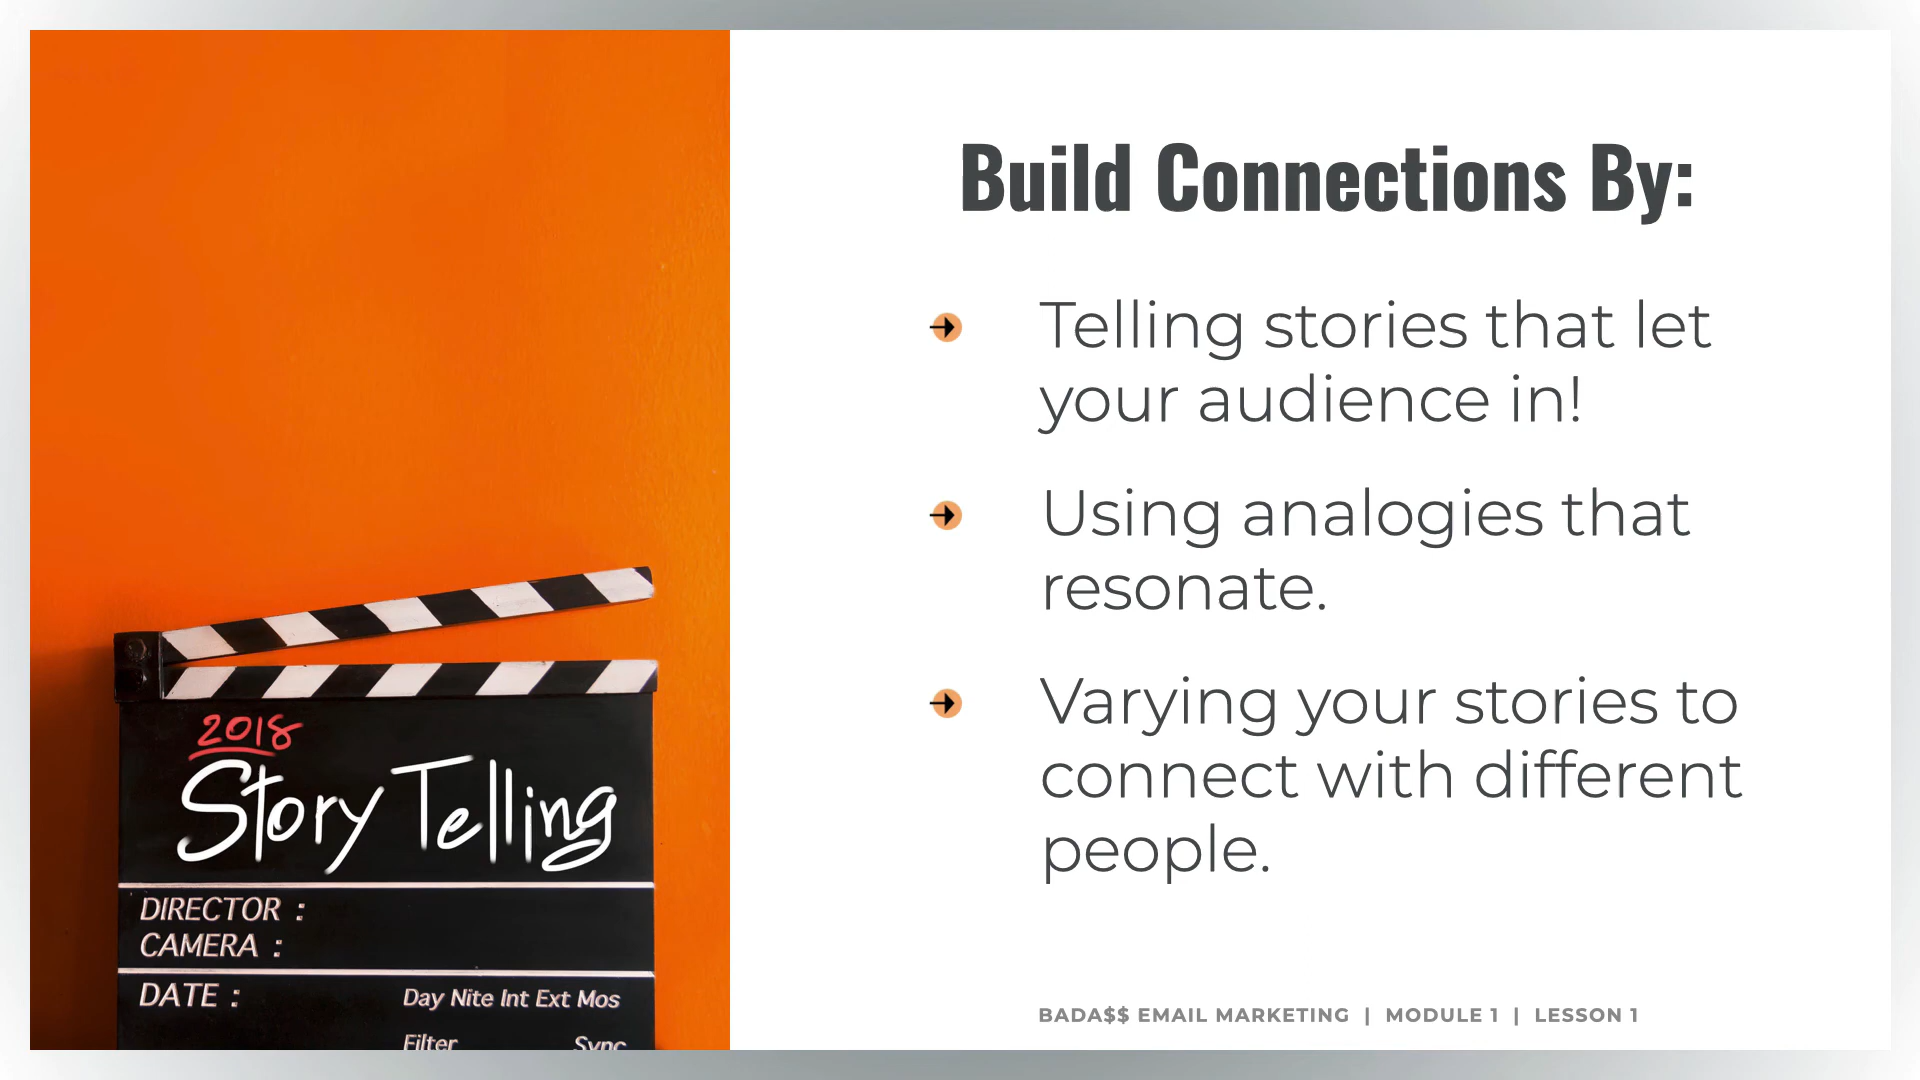 Build Connections By:
Telling stories that let
your audience in!
Using analogies that
resonate.
Varying your stories to
connect with different
people.
2018
Story Telling
DIRECTOR :
CAMERA :
DATE :
Day Nite Int Ext Mos
Filter Sync
BADA$$ EMAIL MARKETING | MODULE 1 | LESSON 1